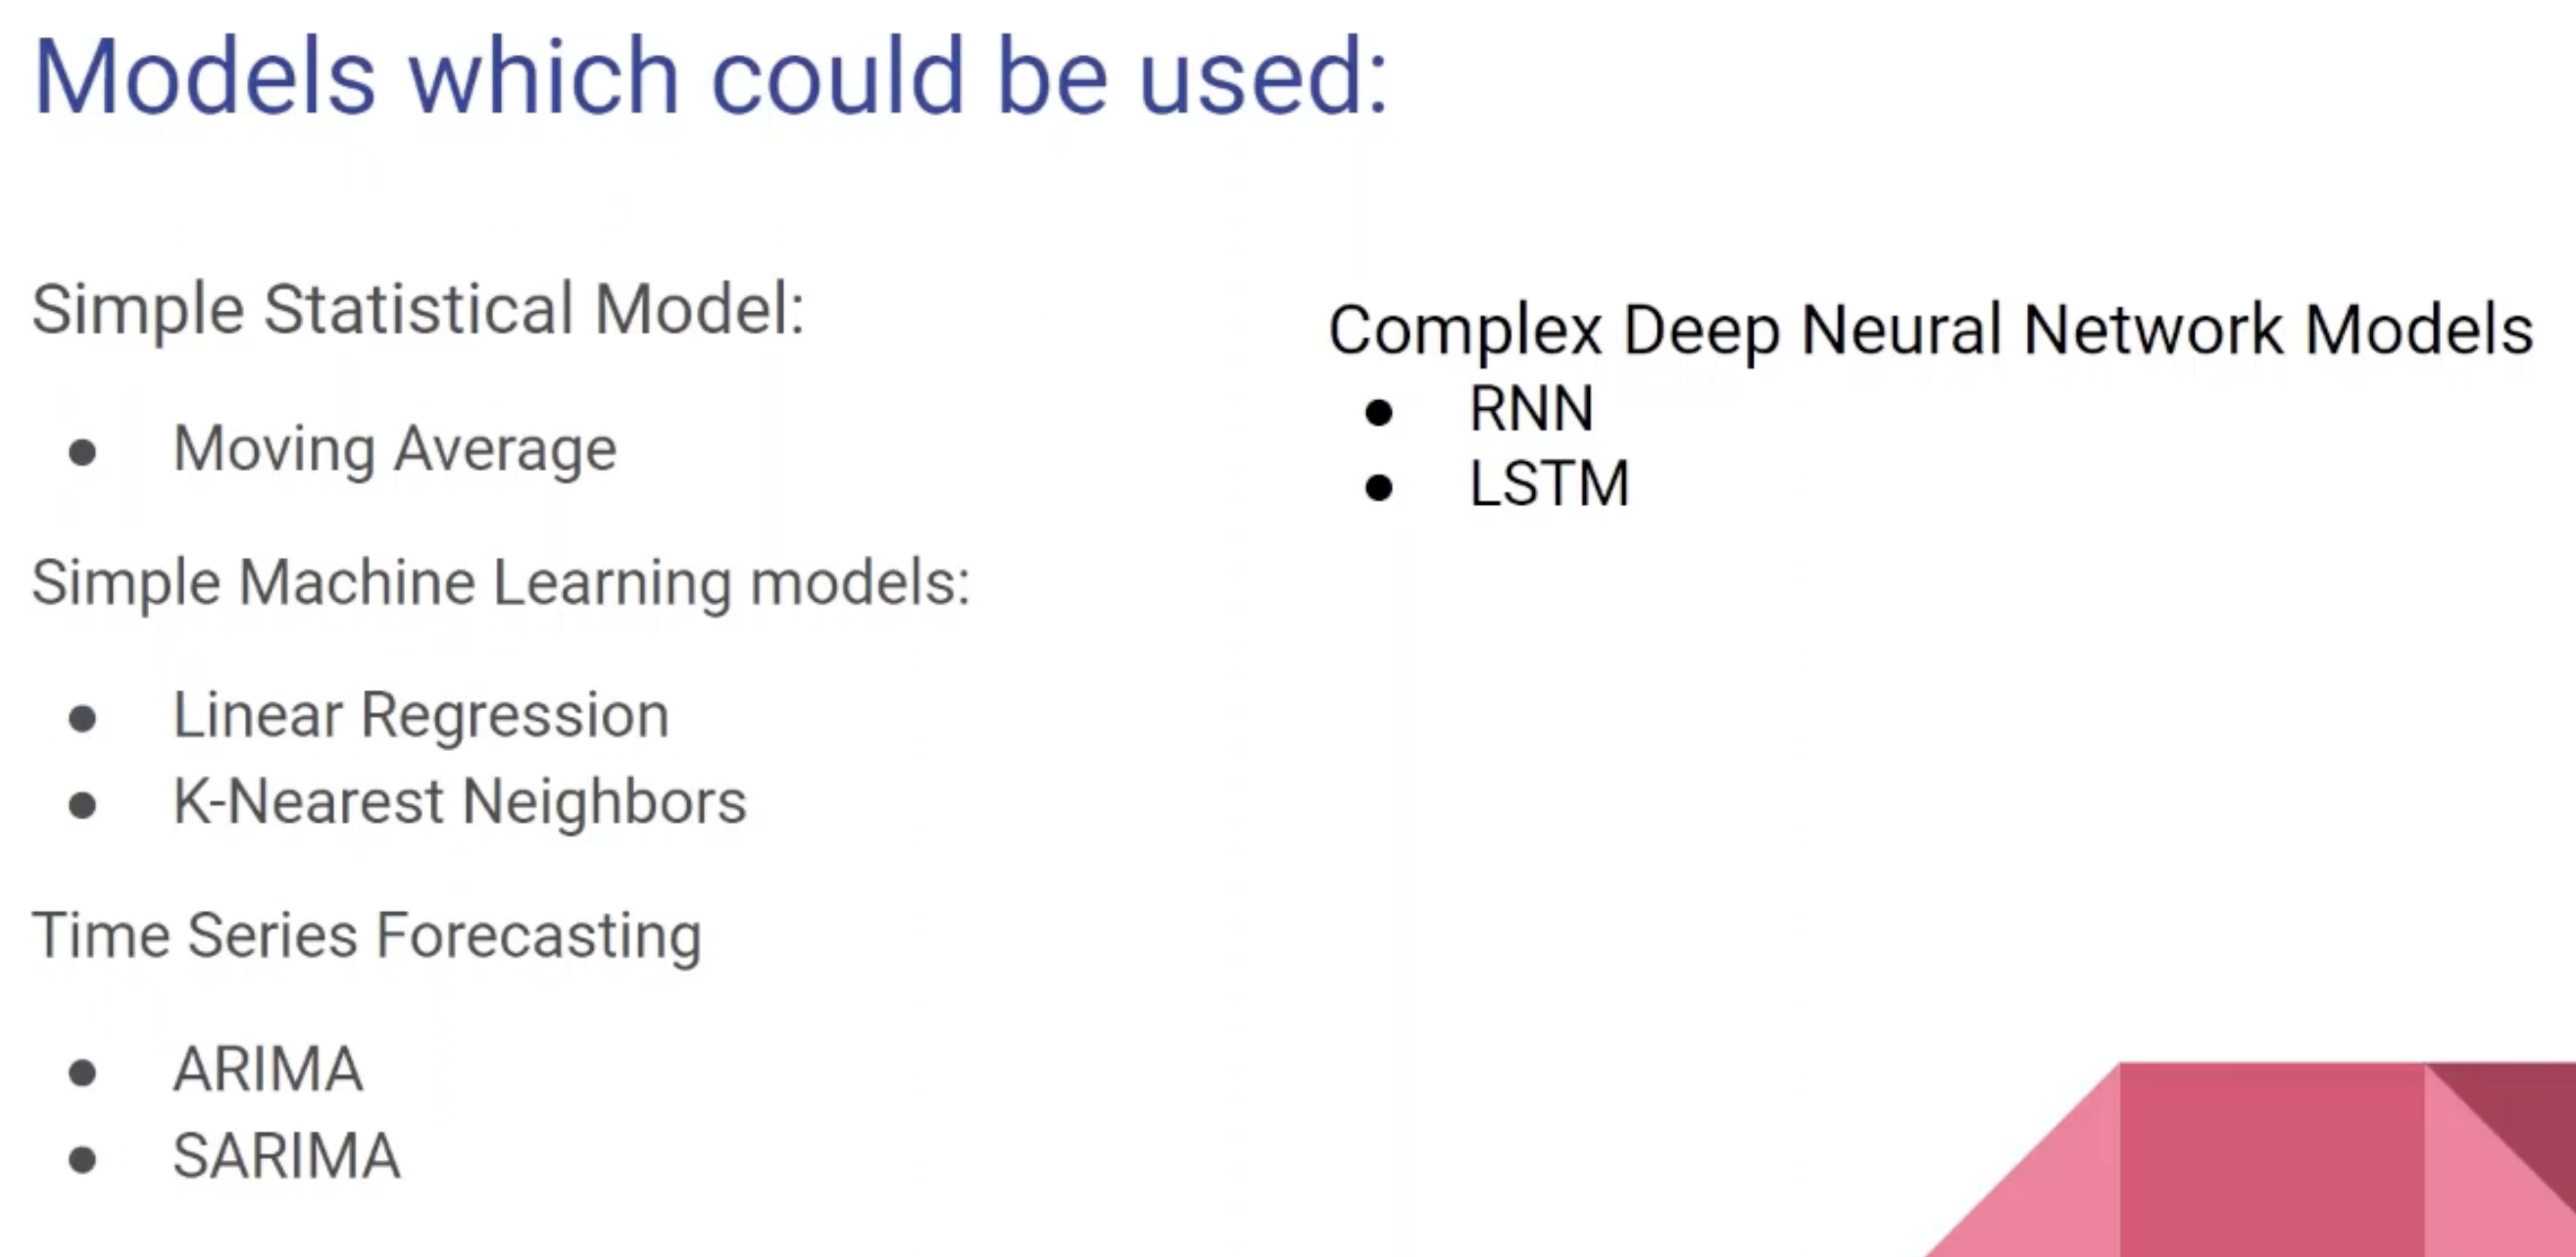 Models which could be used:
Simple Statistical Model:
● Moving Average
Simple Machine Learning models:
● Linear Regression
● K-Nearest Neighbors
Time Series Forecasting
● ARIMA
● SARIMA
Complex Deep Neural Network Models
● RNN
● LSTM